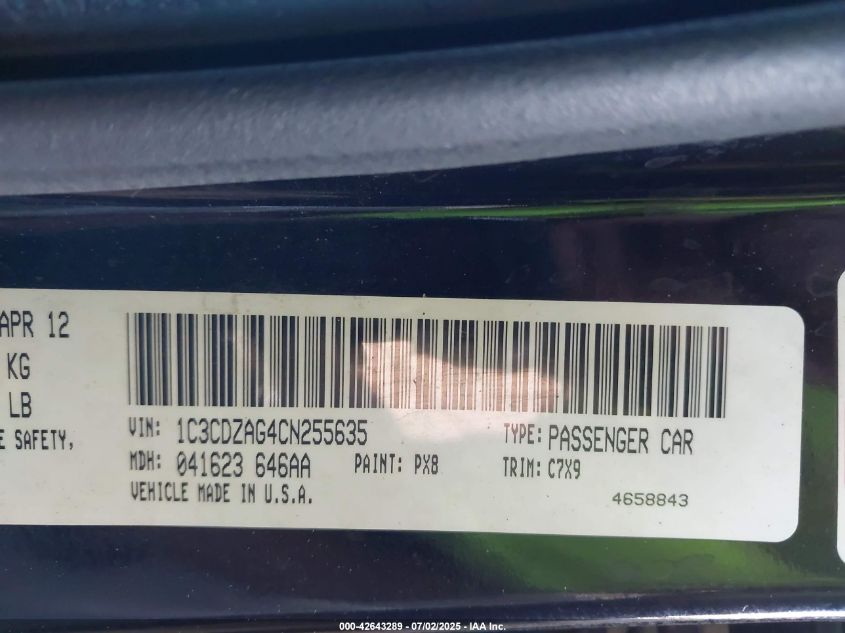 APR 12
KG
LB
E SAFETY,
VIN: 1C3CDZAG4CN255635
TYPE: PASSENGER CAR
MDH: 041623 646AA
PAINT: PX8
TRIM: C7X9
VEHICLE MADE IN U.S.A.
4658843
000-42643289 - 07/02/2025 - IAA Inc.